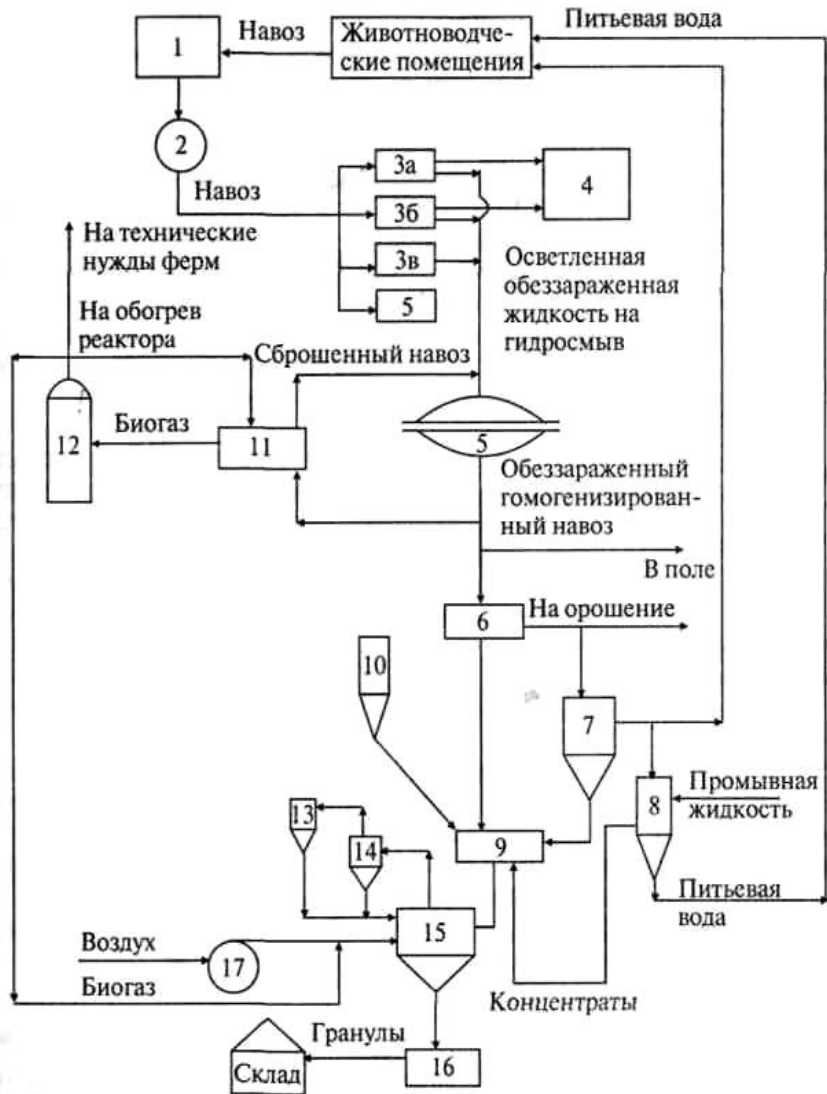 1
Навоз
Животноводче-
ские помещения
Питьевая вода
2
Навоз
3а
3б
3в
5
4
На технические
нужды ферм
На обогрев
реактора
Осветленная
обеззараженная
жидкость на
гидросмыв
Сброшенный навоз
Биогаз
12
11
5
Обеззараженный
гомогенизирован-
ный навоз
В поле
6
На орошение
10
7
8
Промывная
жидкость
13
14
9
Питьевая
вода
15
Воздух
17
Биогаз
Концентраты
Гранулы
Склад
16